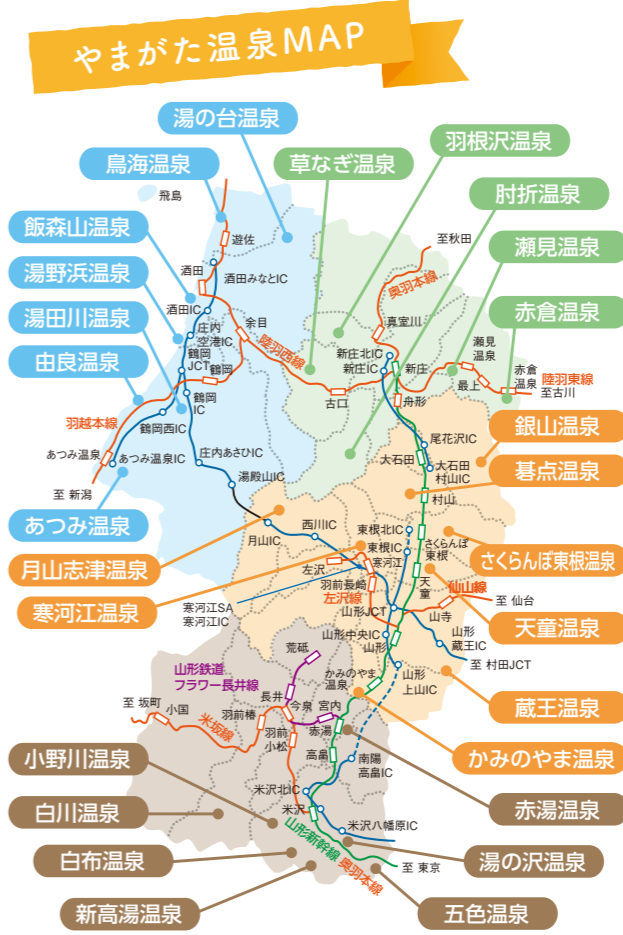 やまがた温泉MAP
湯の台温泉
鳥海温泉
飛島
飯森山温泉
湯野浜温泉
湯田川温泉
由良温泉
あつみ温泉
羽根沢温泉
草なぎ温泉
肘折温泉
瀬見温泉
赤倉温泉
銀山温泉
碁点温泉
さくらんぼ東根温泉
天童温泉
蔵王温泉
かみのやま温泉
月山志津温泉
寒河江温泉
小野川温泉
白川温泉
白布温泉
新高湯温泉
赤湯温泉
湯の沢温泉
五色温泉
遊佐
酒田
酒田みなとIC
酒田IC
庄内
空港IC
余目
鶴岡
JCT
鶴岡
鶴岡
IC
羽越本線
鶴岡西IC
あつみ温泉
あつみ温泉IC
至 新潟
庄内あさひIC
湯殿山IC
陸羽西線
古口
至秋田
奥羽本線
真室川
新庄北IC
新庄IC
新庄
舟形
瀬見
温泉
最上
赤倉
温泉
陸羽東線
至古川
尾花沢IC
大石田
大石田
村山IC
村山
月山IC
西川IC
東根北IC
東根IC
さくらんぼ
東根
寒河江
左沢
羽前長崎
左沢線
天童
寒河江SA
寒河江IC
山形JCT
仙山線
至 仙台
山寺
山形中央IC
山形
山形
蔵王IC
至 村田JCT
荒砥
山形鉄道
フラワー長井線
かみのやま
温泉
山形
上山IC
長井
今泉
宮内
至 坂町
小国
米坂線
羽前椿
羽前
小松
赤湯
高畠
南陽
高畠IC
米沢北IC
米沢
米沢八幡原IC
山形新幹線
奥羽本線
至 東京